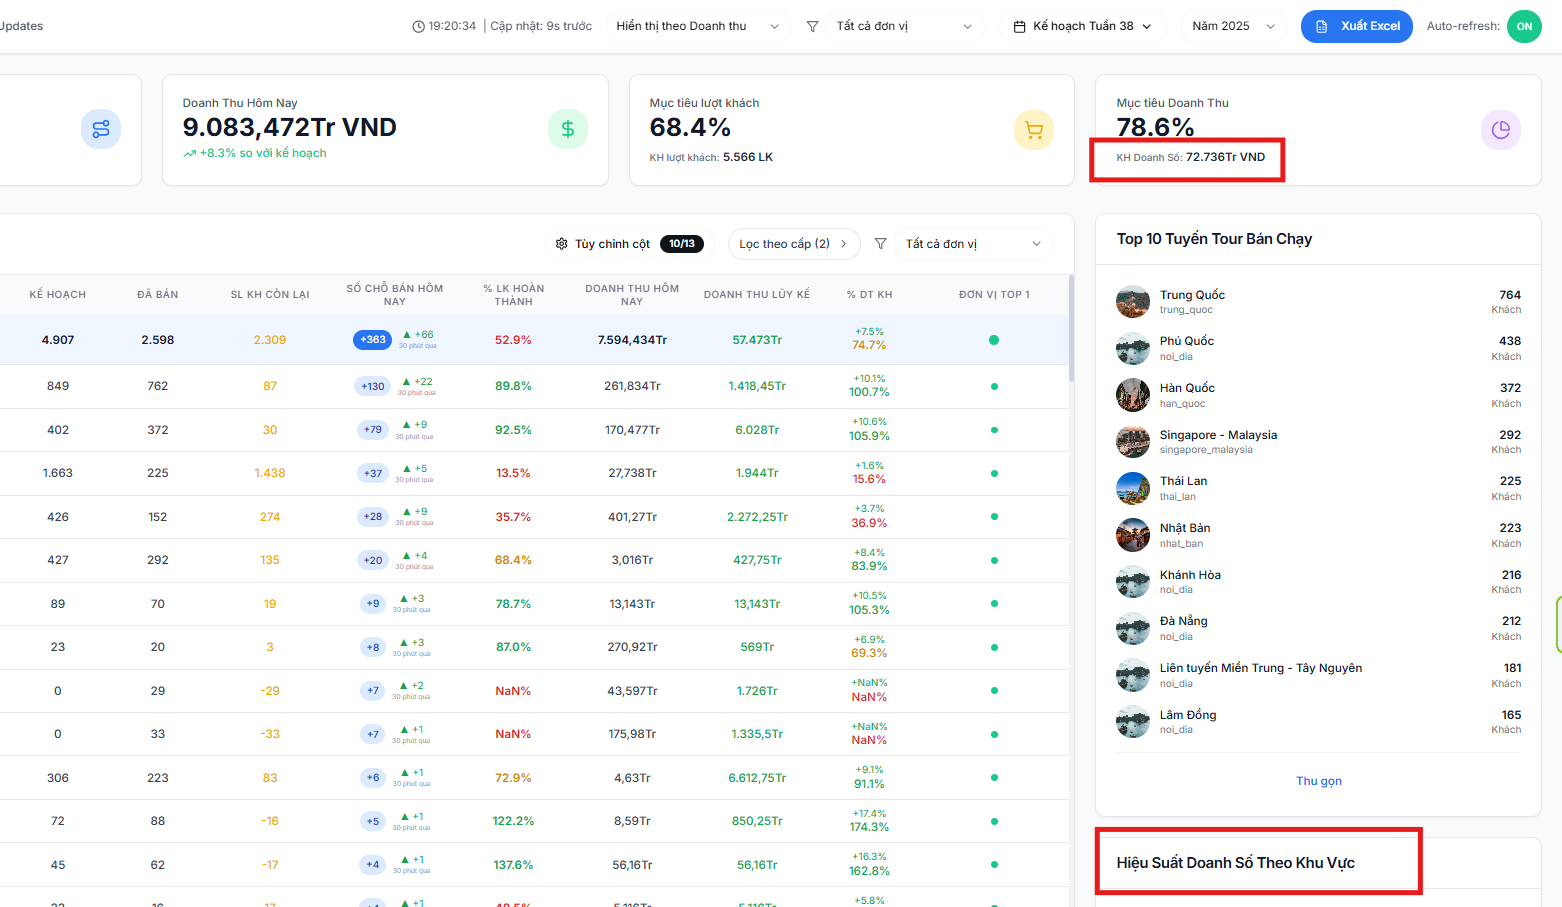 Updates
19:20:34 | Cập nhật: 9s trước
Hiển thị theo Doanh thu
Tất cả đơn vị
Kế hoạch Tuần 38
Năm 2025
Xuất Excel
Auto-refresh: ON
Doanh Thu Hôm Nay
9.083,472Tr VND
+8.3% so với kế hoạch
Mục tiêu lượt khách
68.4%
KH lượt khách: 5.566 LK
Mục tiêu Doanh Thu
78.6%
KH Doanh Số: 72.736Tr VND
Tùy chỉnh cột 10/13
Lọc theo cấp (2)
Tất cả đơn vị
KẾ HOẠCH ĐÃ BÁN SL KH CÒN LẠI SỐ CHỖ BÁN HÔM NAY % LK HOÀN THÀNH DOANH THU HÔM NAY DOANH THU LŨY KẾ % DT KH ĐƠN VỊ TOP 1
4.907 2.598 2.309 +363 ▲ +66 30 phút qua 52.9% 7.594,434Tr 57.473Tr +7.5% 74.7%
849 762 87 +130 ▲ +22 30 phút qua 89.8% 261,834Tr 1.418,45Tr +10.1% 100.7%
402 372 30 +79 ▲ +9 30 phút qua 92.5% 170,477Tr 6.028Tr +10.6% 105.9%
1.663 225 1.438 +37 ▲ +5 30 phút qua 13.5% 27,738Tr 1.944Tr +1.6% 15.6%
426 152 274 +28 ▲ +9 30 phút qua 35.7% 401,27Tr 2.272,25Tr +3.7% 36.9%
427 292 135 +20 ▲ +4 30 phút qua 68.4% 3,016Tr 427,75Tr +8.4% 83.9%
89 70 19 +9 ▲ +3 30 phút qua 78.7% 13,143Tr 13,143Tr +10.5% 105.3%
23 20 3 +8 ▲ +3 30 phút qua 87.0% 270,92Tr 569Tr +6.9% 69.3%
0 29 -29 +7 ▲ +2 30 phút qua NaN% 43,597Tr 1.726Tr +NaN% NaN%
0 33 -33 +7 ▲ +1 30 phút qua NaN% 175,98Tr 1.335,5Tr +NaN% NaN%
306 223 83 +6 ▲ +1 30 phút qua 72.9% 4,63Tr 6.612,75Tr +9.1% 91.1%
72 88 -16 +5 ▲ +1 30 phút qua 122.2% 8,59Tr 850,25Tr +17.4% 174.3%
45 62 -17 +4 ▲ +1 30 phút qua 137.6% 56,16Tr 56,16Tr +16.3% 162.8%
▲ +1 +5.8%
Top 10 Tuyến Tour Bán Chạy
Trung Quốc 764
trung_quoc Khách
Phú Quốc 438
noi_dia Khách
Hàn Quốc 372
han_quoc Khách
Singapore - Malaysia 292
singapore_malaysia Khách
Thái Lan 225
thai_lan Khách
Nhật Bản 223
nhat_ban Khách
Khánh Hòa 216
noi_dia Khách
Đà Nẵng 212
noi_dia Khách
Liên tuyến Miền Trung - Tây Nguyên 181
noi_dia Khách
Lâm Đồng 165
noi_dia Khách
Thu gọn
Hiệu Suất Doanh Số Theo Khu Vực